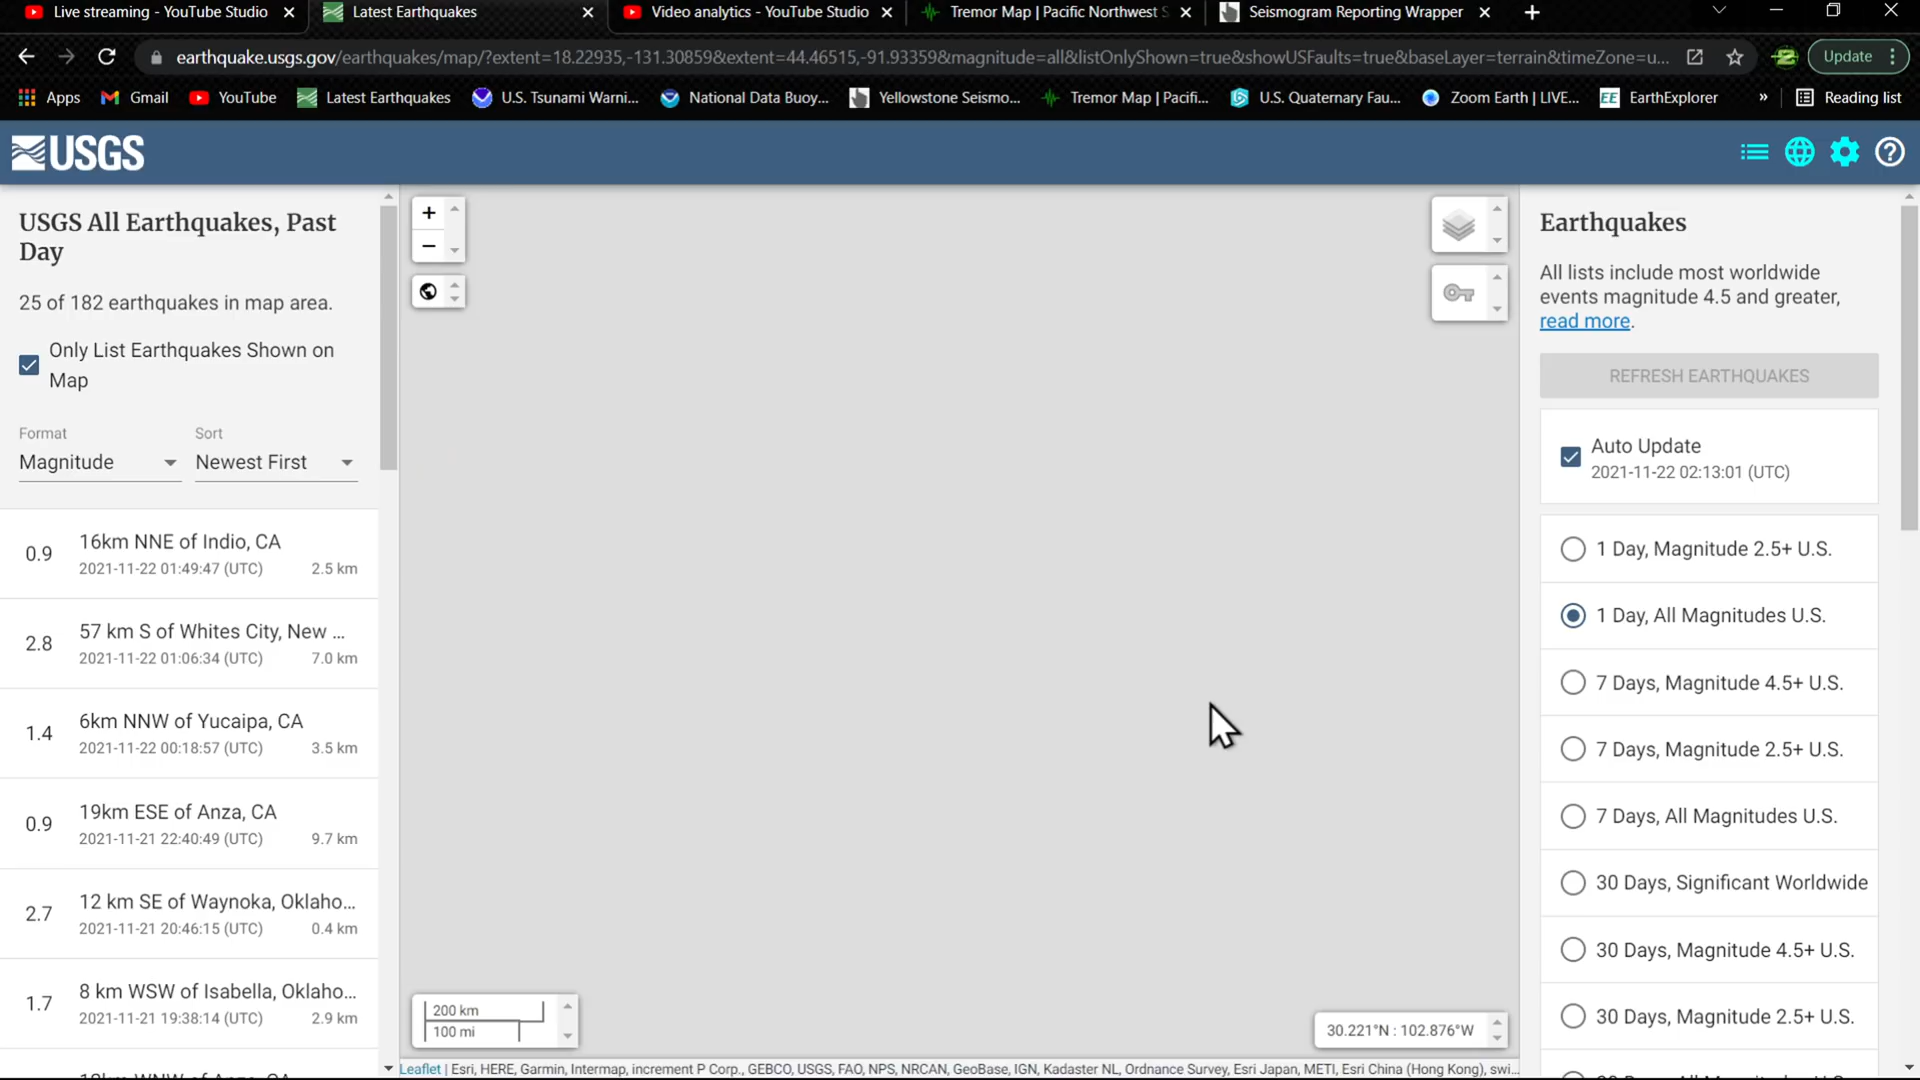 Live streaming - YouTube Studio
Latest Earthquakes
Video analytics - YouTube Studio
Tremor Map | Pacific Northwest S
Seismogram Reporting Wrapper
earthquake.usgs.gov/earthquakes/map/?extent=18.22935,-131.30859&extent=44.46515,-91.93359&magnitude=all&listOnlyShown=true&showUSFaults=true&baseLayer=terrain&timeZone=u...
Update
Apps
Gmail
YouTube
Latest Earthquakes
U.S. Tsunami Warni...
National Data Buoy...
Yellowstone Seismo...
Tremor Map | Pacifi...
U.S. Quaternary Fau...
Zoom Earth | LIVE...
EE EarthExplorer
»
Reading list
USGS
USGS All Earthquakes, Past
Day
25 of 182 earthquakes in map area.
Only List Earthquakes Shown on
Map
Format
Sort
Magnitude
Newest First
0.9
16km NNE of Indio, CA
2021-11-22 01:49:47 (UTC)
2.5 km
2.8
57 km S of Whites City, New ...
2021-11-22 01:06:34 (UTC)
7.0 km
1.4
6km NNW of Yucaipa, CA
2021-11-22 00:18:57 (UTC)
3.5 km
0.9
19km ESE of Anza, CA
2021-11-21 22:40:49 (UTC)
9.7 km
2.7
12 km SE of Waynoka, Oklaho...
2021-11-21 20:46:15 (UTC)
0.4 km
1.7
8 km WSW of Isabella, Oklaho...
2021-11-21 19:38:14 (UTC)
2.9 km
+
−
200 km
100 mi
30.221°N : 102.876°W
Leaflet | Esri, HERE, Garmin, Intermap, increment P Corp., GEBCO, USGS, FAO, NPS, NRCAN, GeoBase, IGN, Kadaster NL, Ordnance Survey, Esri Japan, METI, Esri China (Hong Kong), swi...
Earthquakes
All lists include most worldwide
events magnitude 4.5 and greater,
read more.
REFRESH EARTHQUAKES
Auto Update
2021-11-22 02:13:01 (UTC)
1 Day, Magnitude 2.5+ U.S.
1 Day, All Magnitudes U.S.
7 Days, Magnitude 4.5+ U.S.
7 Days, Magnitude 2.5+ U.S.
7 Days, All Magnitudes U.S.
30 Days, Significant Worldwide
30 Days, Magnitude 4.5+ U.S.
30 Days, Magnitude 2.5+ U.S.